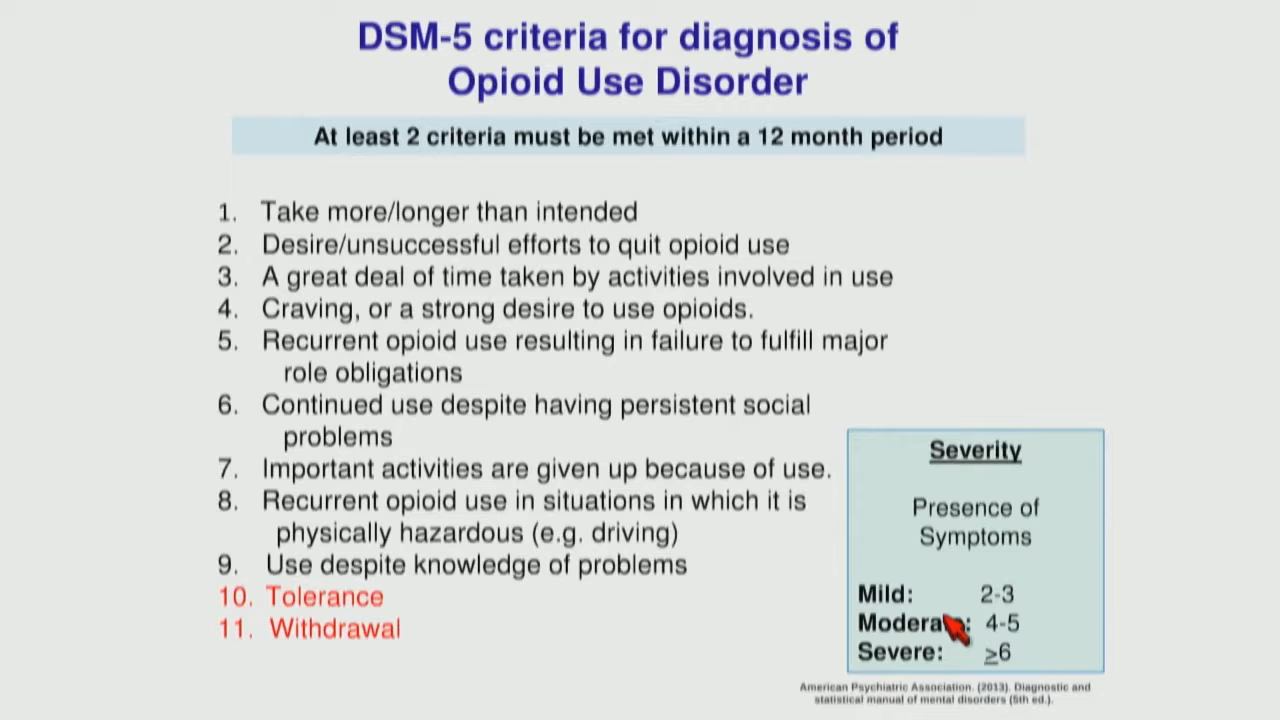 DSM-5 criteria for diagnosis of
Opioid Use Disorder
At least 2 criteria must be met within a 12 month period
1. Take more/longer than intended
2. Desire/unsuccessful efforts to quit opioid use
3. A great deal of time taken by activities involved in use
4. Craving, or a strong desire to use opioids.
5. Recurrent opioid use resulting in failure to fulfill major
role obligations
6. Continued use despite having persistent social
problems
7. Important activities are given up because of use.
8. Recurrent opioid use in situations in which it is
physically hazardous (e.g. driving)
9. Use despite knowledge of problems
10. Tolerance
11. Withdrawal
Severity
Presence of
Symptoms
Mild: 2-3
Moderate: 4-5
Severe: ≥6
American Psychiatric Association. (2013). Diagnostic and
statistical manual of mental disorders (5th ed.).